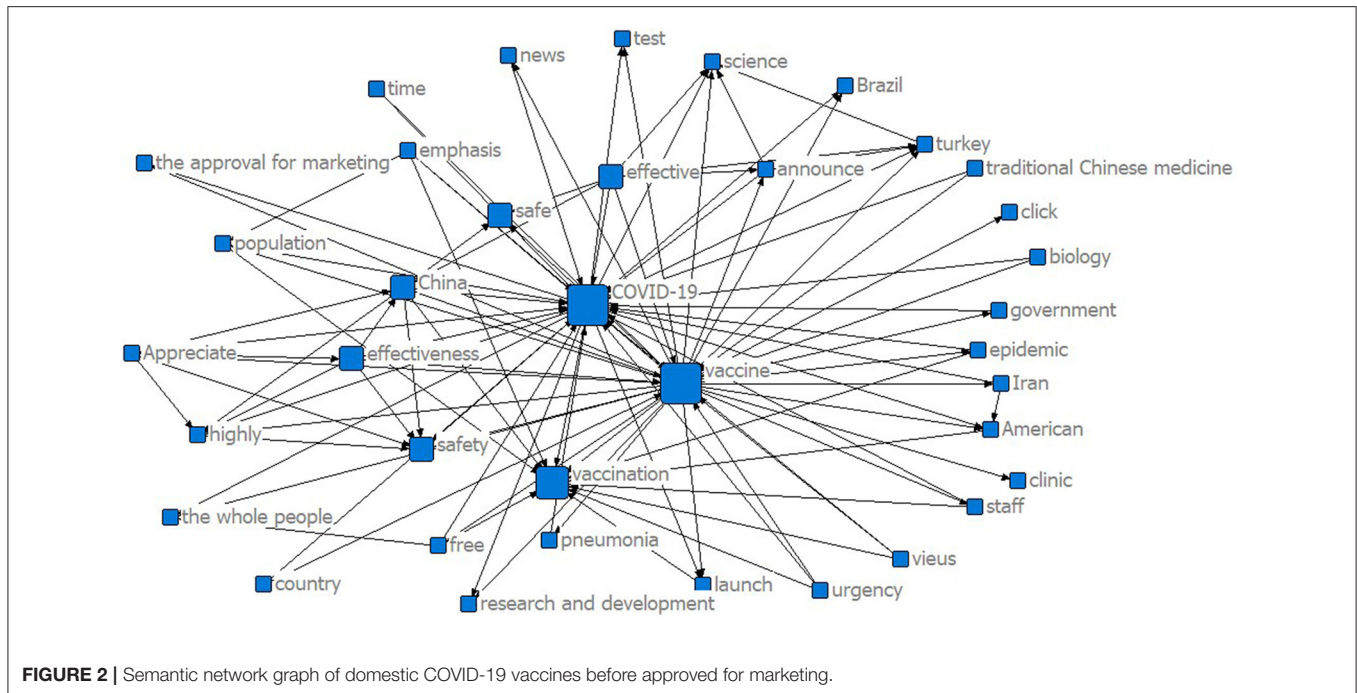 test
news
science
Brazil
time
turkey
emphasis
the approval for marketing
traditional Chinese medicine
effective
announce
safe
click
population
biology
China
COVID-19
government
epidemic
Appreciate
effectiveness
vaccine
Iran
American
highly
safety
vaccination
clinic
staff
the whole people
free
pneumonia
vieus
country
launch
urgency
research and development
FIGURE 2 | Semantic network graph of domestic COVID-19 vaccines before approved for marketing.